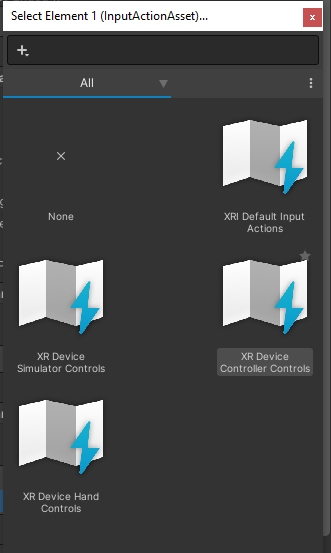 Select Element 1 (InputActionAsset)...
x
All
None
XRI Default Input
Actions
XR Device
Simulator Controls
XR Device
Controller Controls
XR Device Hand
Controls